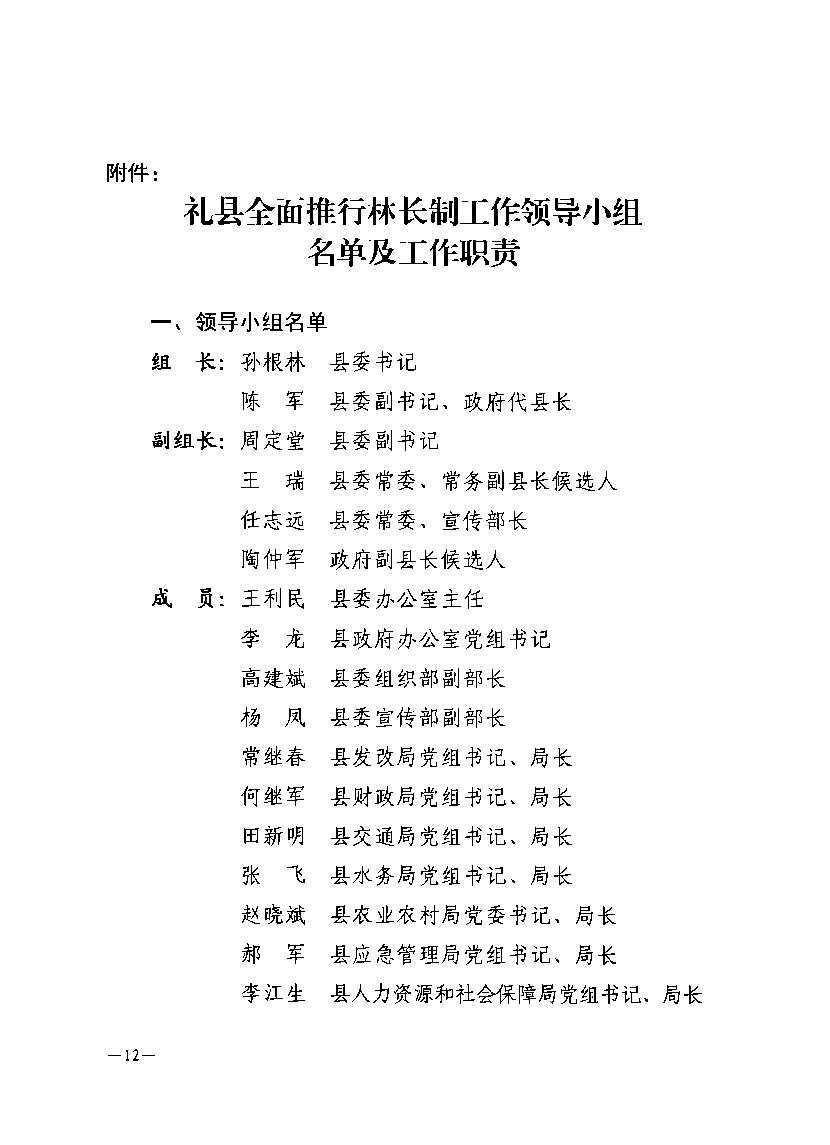 附件：
礼县全面推行林长制工作领导小组
名单及工作职责
一、领导小组名单
组　长：孙根林　县委书记
陈　军　县委副书记、政府代县长
副组长：周定堂　县委副书记
王　瑞　县委常委、常务副县长候选人
任志远　县委常委、宣传部长
陶仲军　政府副县长候选人
成　员：王利民　县委办公室主任
李　龙　县政府办公室党组书记
高建斌　县委组织部副部长
杨　凤　县委宣传部副部长
常继春　县发改局党组书记、局长
何继军　县财政局党组书记、局长
田新明　县交通局党组书记、局长
张　飞　县水务局党组书记、局长
赵晓斌　县农业农村局党委书记、局长
郝　军　县应急管理局党组书记、局长
李江生　县人力资源和社会保障局党组书记、局长
—12—